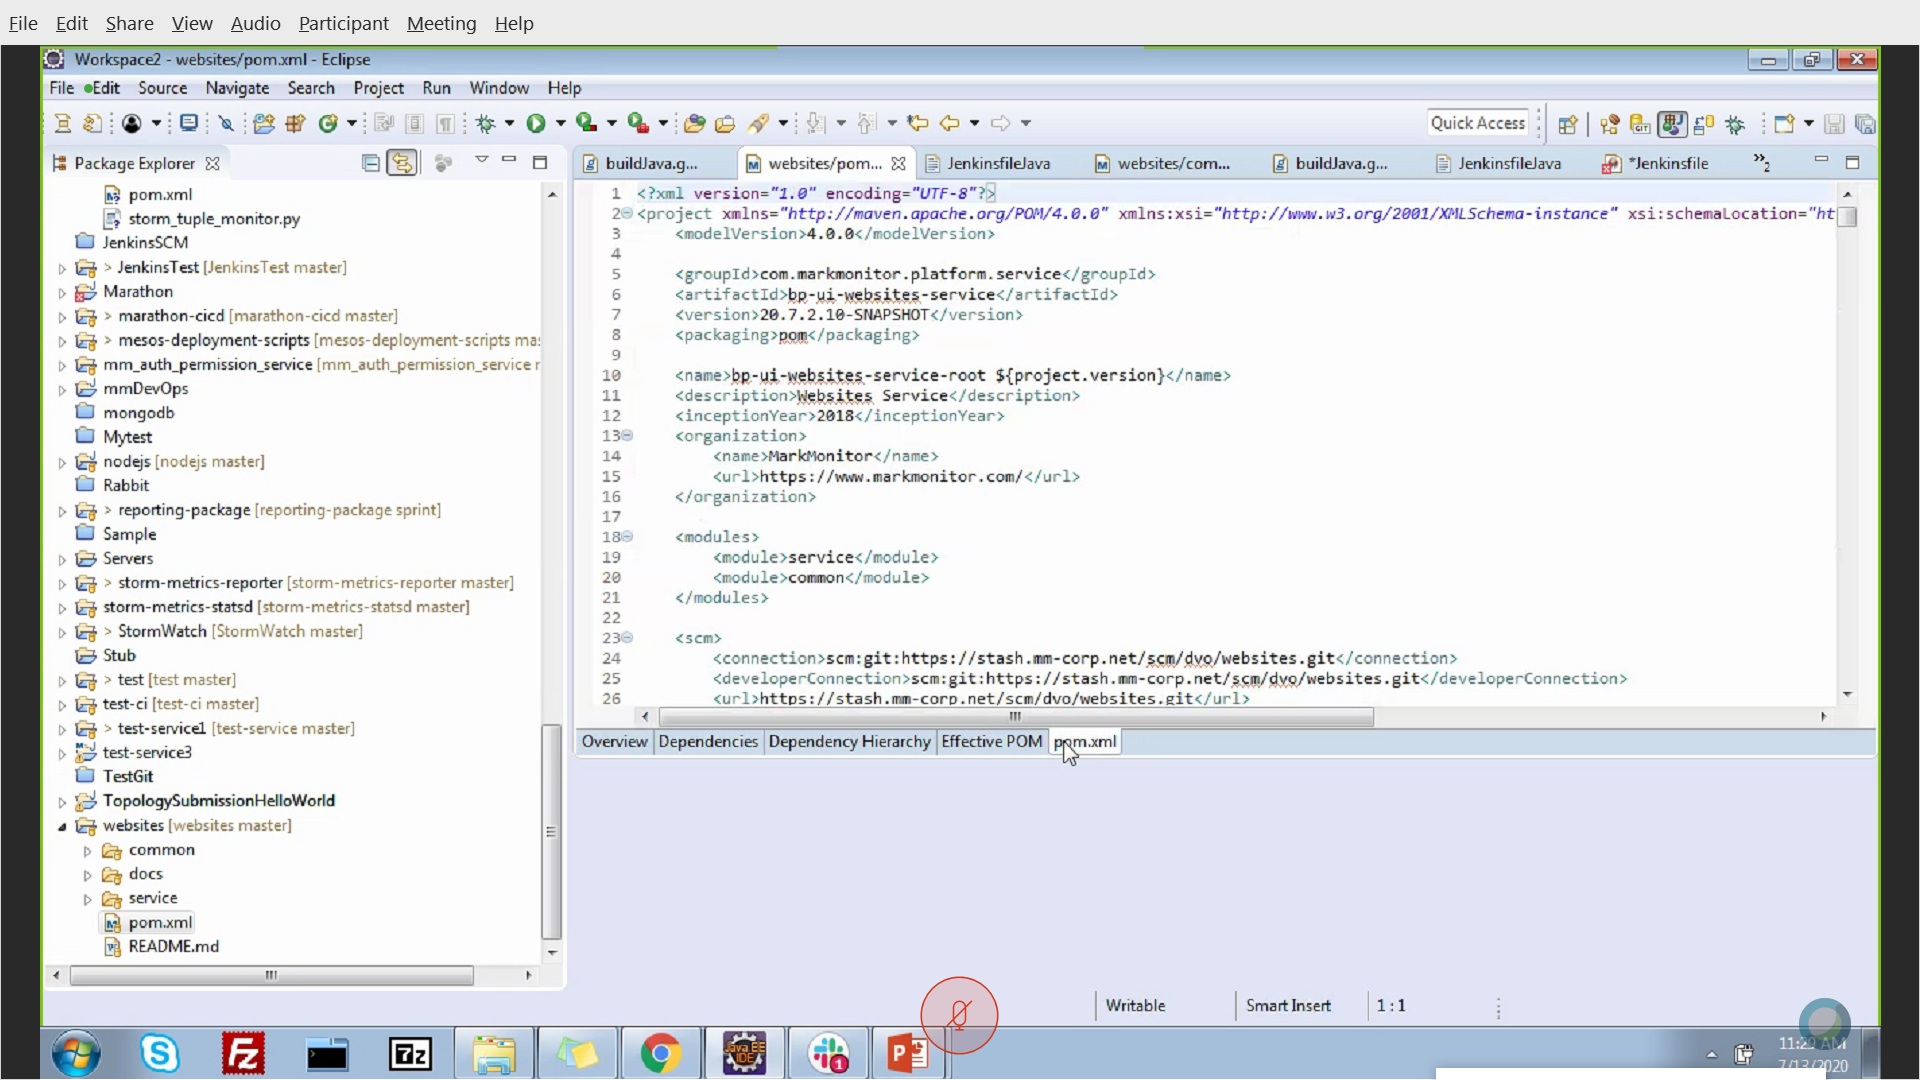 File Edit Share View Audio Participant Meeting Help
Workspace2 - websites/pom.xml - Eclipse
File Edit Source Navigate Search Project Run Window Help
Quick Access
Package Explorer
buildJava.g... websites/pom... JenkinsfileJava websites/com... buildJava.g... JenkinsfileJava *Jenkinsfile »2
pom.xml
storm_tuple_monitor.py
JenkinsSCM
> JenkinsTest [JenkinsTest master]
Marathon
> marathon-cicd [marathon-cicd master]
> mesos-deployment-scripts [mesos-deployment-scripts mas
mm_auth_permission_service [mm_auth_permission_service r
mmDevOps
mongodb
Mytest
nodejs [nodejs master]
Rabbit
> reporting-package [reporting-package sprint]
Sample
Servers
> storm-metrics-reporter [storm-metrics-reporter master]
storm-metrics-statsd [storm-metrics-statsd master]
> StormWatch [StormWatch master]
Stub
> test [test master]
test-ci [test-ci master]
> test-service1 [test-service master]
test-service3
TestGit
TopologySubmissionHelloWorld
websites [websites master]
common
docs
service
pom.xml
README.md
1 <?xml version="1.0" encoding="UTF-8"?>
2 <project xmlns="http://maven.apache.org/POM/4.0.0" xmlns:xsi="http://www.w3.org/2001/XMLSchema-instance" xsi:schemaLocation="ht
3 <modelVersion>4.0.0</modelVersion>
4
5 <groupId>com.markmonitor.platform.service</groupId>
6 <artifactId>bp-ui-websites-service</artifactId>
7 <version>20.7.2.10-SNAPSHOT</version>
8 <packaging>pom</packaging>
9
10 <name>bp-ui-websites-service-root ${project.version}</name>
11 <description>Websites Service</description>
12 <inceptionYear>2018</inceptionYear>
13 <organization>
14 <name>MarkMonitor</name>
15 <url>https://www.markmonitor.com/</url>
16 </organization>
17
18 <modules>
19 <module>service</module>
20 <module>common</module>
21 </modules>
22
23 <scm>
24 <connection>scm:git:https://stash.mm-corp.net/scm/dvo/websites.git</connection>
25 <developerConnection>scm:git:https://stash.mm-corp.net/scm/dvo/websites.git</developerConnection>
26 <url>https://stash.mm-corp.net/scm/dvo/websites.git</url>
Overview Dependencies Dependency Hierarchy Effective POM pom.xml
Writable Smart Insert 1 : 1
Java EE
IDE
7z
1
11:29 AM
7/13/2020